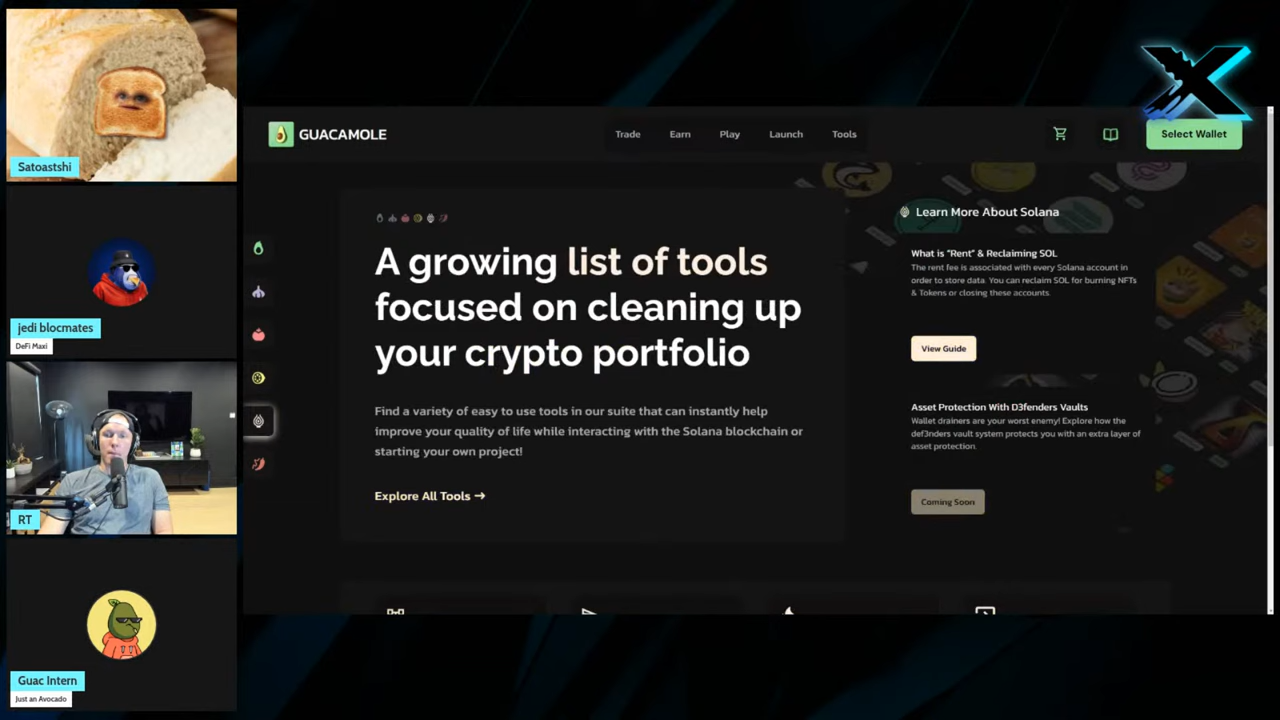 Satoastshi
jedi blocmates
DeFi Maxi
RT
Guac Intern
Just an Avocado
GUACAMOLE
Trade
Earn
Play
Launch
Tools
Select Wallet
X
A growing list of tools
focused on cleaning up
your crypto portfolio
Find a variety of easy to use tools in our suite that can instantly help
improve your quality of life while interacting with the Solana blockchain or
starting your own project!
Explore All Tools →
Learn More About Solana
What is "Rent" & Reclaiming SOL
The rent fee is associated with every Solana account in
order to store data. You can reclaim SOL for burning NFTs
& Tokens or closing these accounts.
View Guide
Asset Protection With D3fenders Vaults
Wallet drainers are your worst enemy! Explore how the
def3nders vault system protects you with an extra layer of
asset protection.
Coming Soon